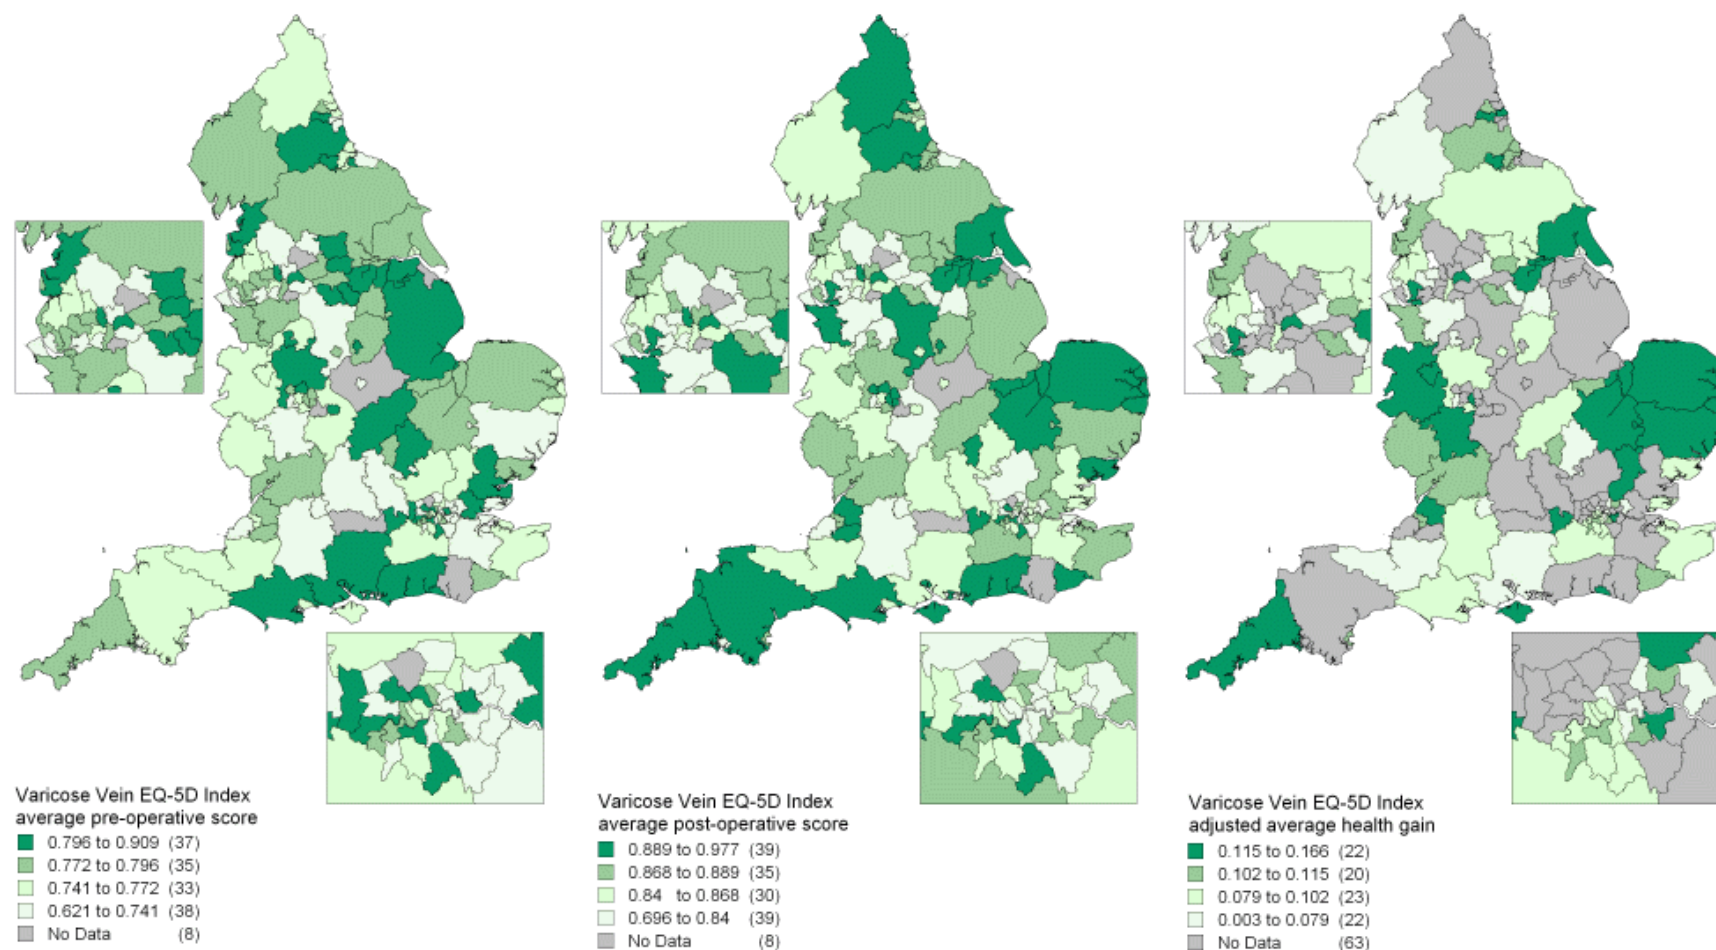 Varicose Vein EQ-5D Index
average pre-operative score
0.796 to 0.909 (37)
0.772 to 0.796 (35)
0.741 to 0.772 (33)
0.621 to 0.741 (38)
No Data (8)
Varicose Vein EQ-5D Index
average post-operative score
0.889 to 0.977 (39)
0.868 to 0.889 (35)
0.84 to 0.868 (30)
0.696 to 0.84 (39)
No Data (8)
Varicose Vein EQ-5D Index
adjusted average health gain
0.115 to 0.166 (22)
0.102 to 0.115 (20)
0.079 to 0.102 (23)
0.003 to 0.079 (22)
No Data (63)